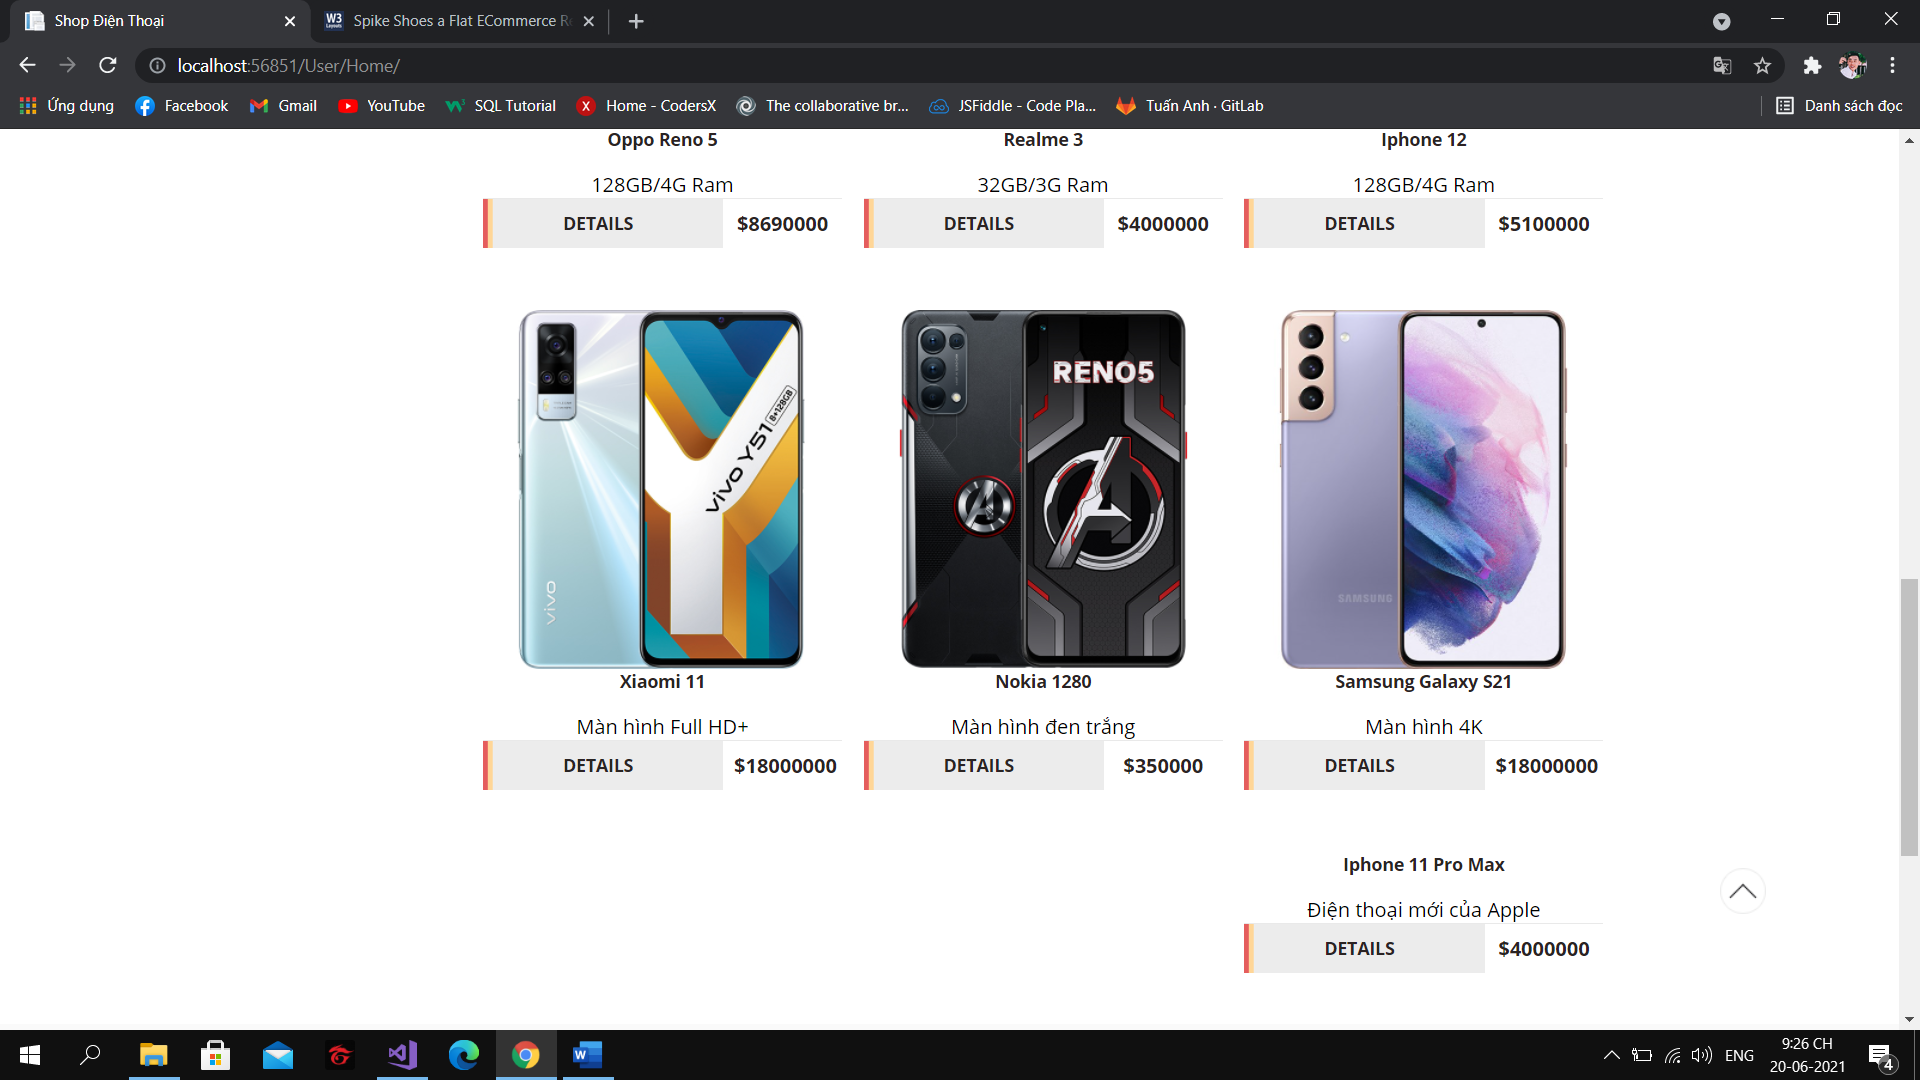 Shop Điện Thoại
W3
layouts
Spike Shoes a Flat ECommerce R
localhost:56851/User/Home/
Ứng dụng
Facebook
Gmail
YouTube
SQL Tutorial
Home - CodersX
The collaborative br...
JSFiddle - Code Pla...
Tuấn Anh · GitLab
Danh sách đọc
Oppo Reno 5
Realme 3
Iphone 12
128GB/4G Ram
32GB/3G Ram
128GB/4G Ram
DETAILS
$8690000
DETAILS
$4000000
DETAILS
$5100000
vivo
vivo Y51
8+128GB
RENO5
SAMSUNG
Xiaomi 11
Nokia 1280
Samsung Galaxy S21
Màn hình Full HD+
Màn hình đen trắng
Màn hình 4K
DETAILS
$18000000
DETAILS
$350000
DETAILS
$18000000
Iphone 11 Pro Max
Điện thoại mới của Apple
DETAILS
$4000000
ENG
9:26 CH
20-06-2021
4